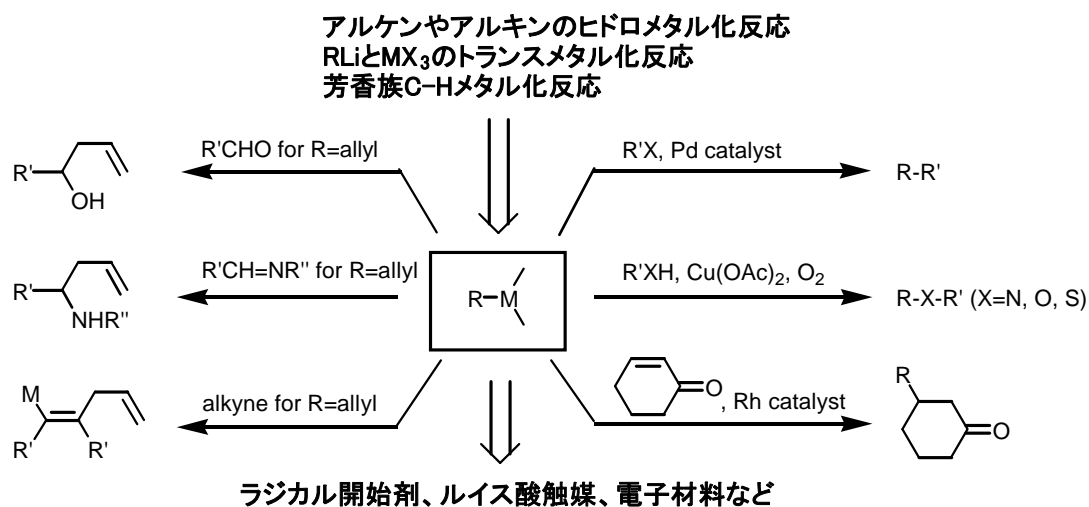 アルケンやアルキンのヒドロメタル化反応
RLiとMX₃のトランスメタル化反応
芳香族C-Hメタル化反応
R'CHO for R=allyl
R'X, Pd catalyst
R'
OH
R-R'
R'CH=NR" for R=allyl
R'XH, Cu(OAc)₂, O₂
R'
NHR"
R-M
R-X-R' (X=N, O, S)
M
R'
R'
alkyne for R=allyl
O
, Rh catalyst
R
O
ラジカル開始剤、ルイス酸触媒、電子材料など